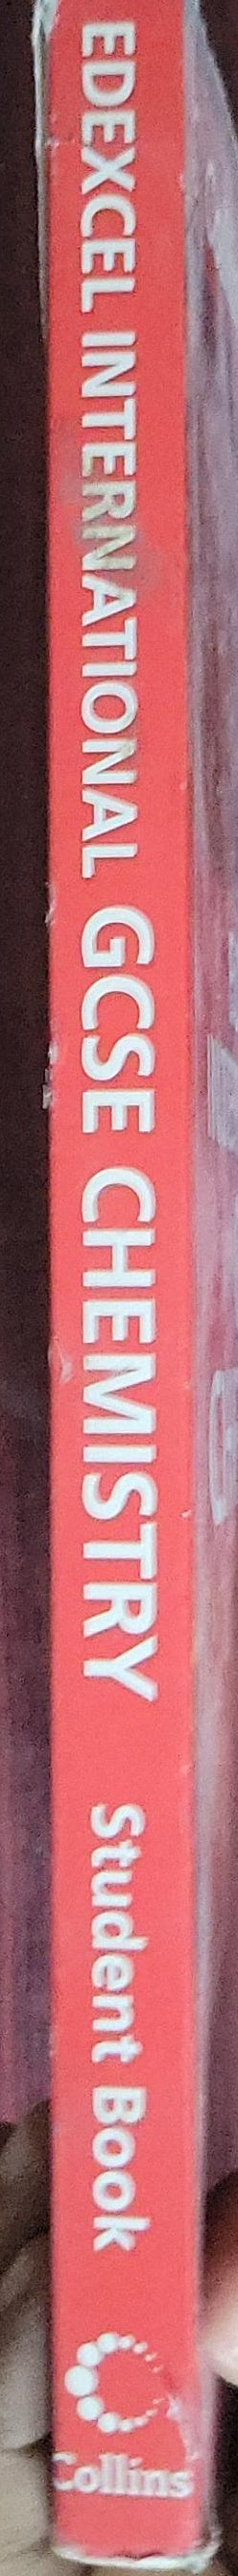 EDEXCEL INTERNATIONAL GCSE CHEMISTRY Student Book
Collins